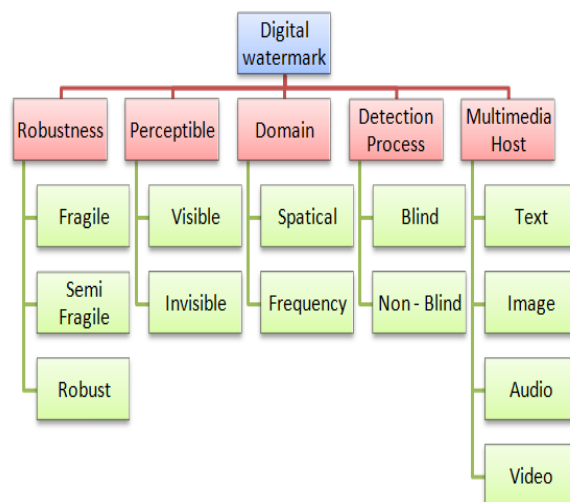 Digital
watermark
Robustness
Perceptible
Domain
Detection
Process
Multimedia
Host
Fragile
Visible
Spatical
Blind
Text
Semi
Fragile
Invisible
Frequency
Non - Blind
Image
Robust
Audio
Video